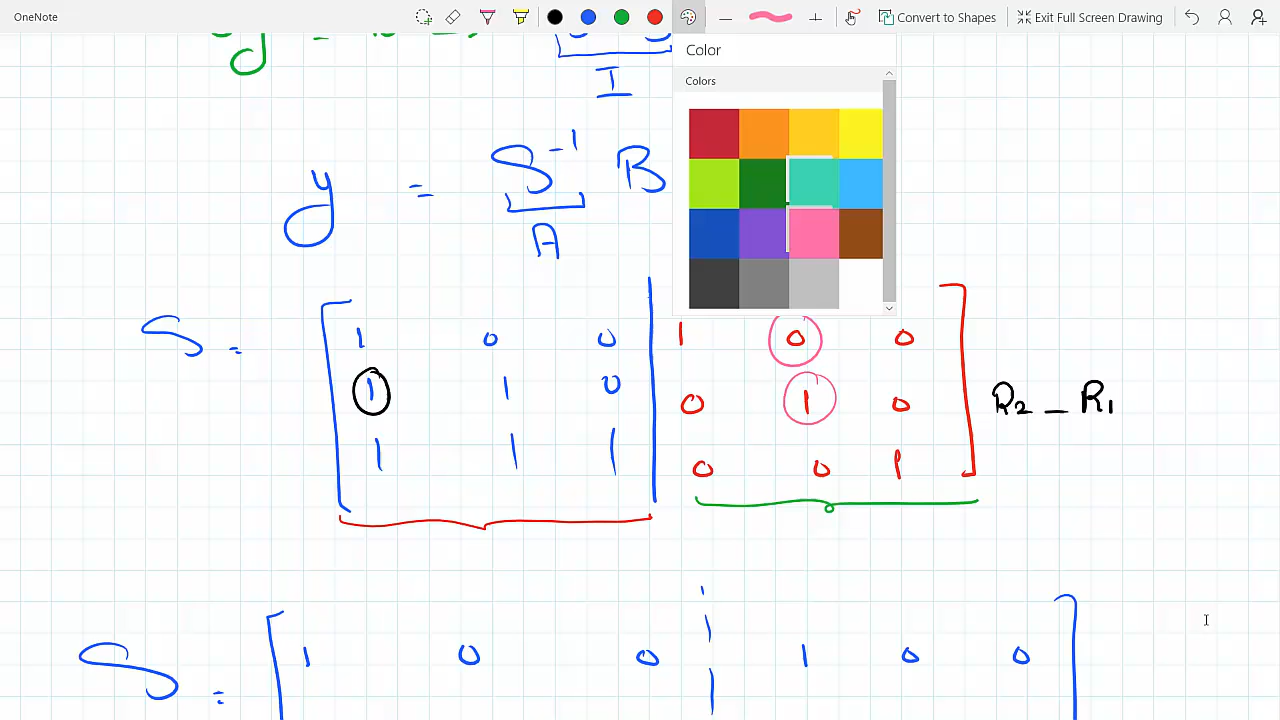 OneNote
Convert to Shapes
Exit Full Screen Drawing
Color
Colors
I
y = S⁻¹ B
A
S = [ 1 0 0 | 1 0 0 ]
1 1 0 | 0 1 0 R₂ - R₁
1 1 1 | 0 0 1
S = [ 1 0 0 ¦ 1 0 0 ]